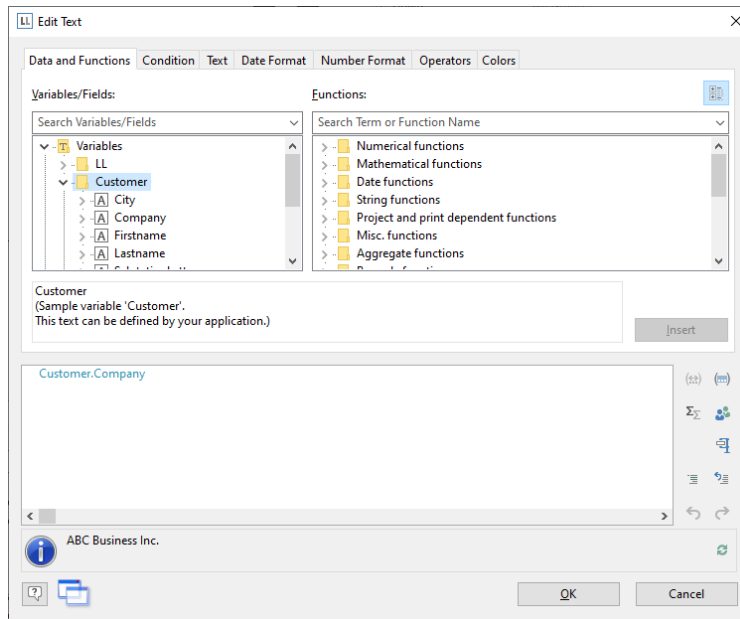 LL Edit Text
Data and Functions Condition Text Date Format Number Format Operators Colors
Variables/Fields: Functions:
Search Variables/Fields Search Term or Function Name
T Variables Numerical functions
LL Mathematical functions
Customer Date functions
A City String functions
A Company Project and print dependent functions
A Firstname Misc. functions
A Lastname Aggregate functions
Customer
(Sample variable 'Customer'.
This text can be defined by your application.)
Insert
Customer.Company
ABC Business Inc.
OK Cancel